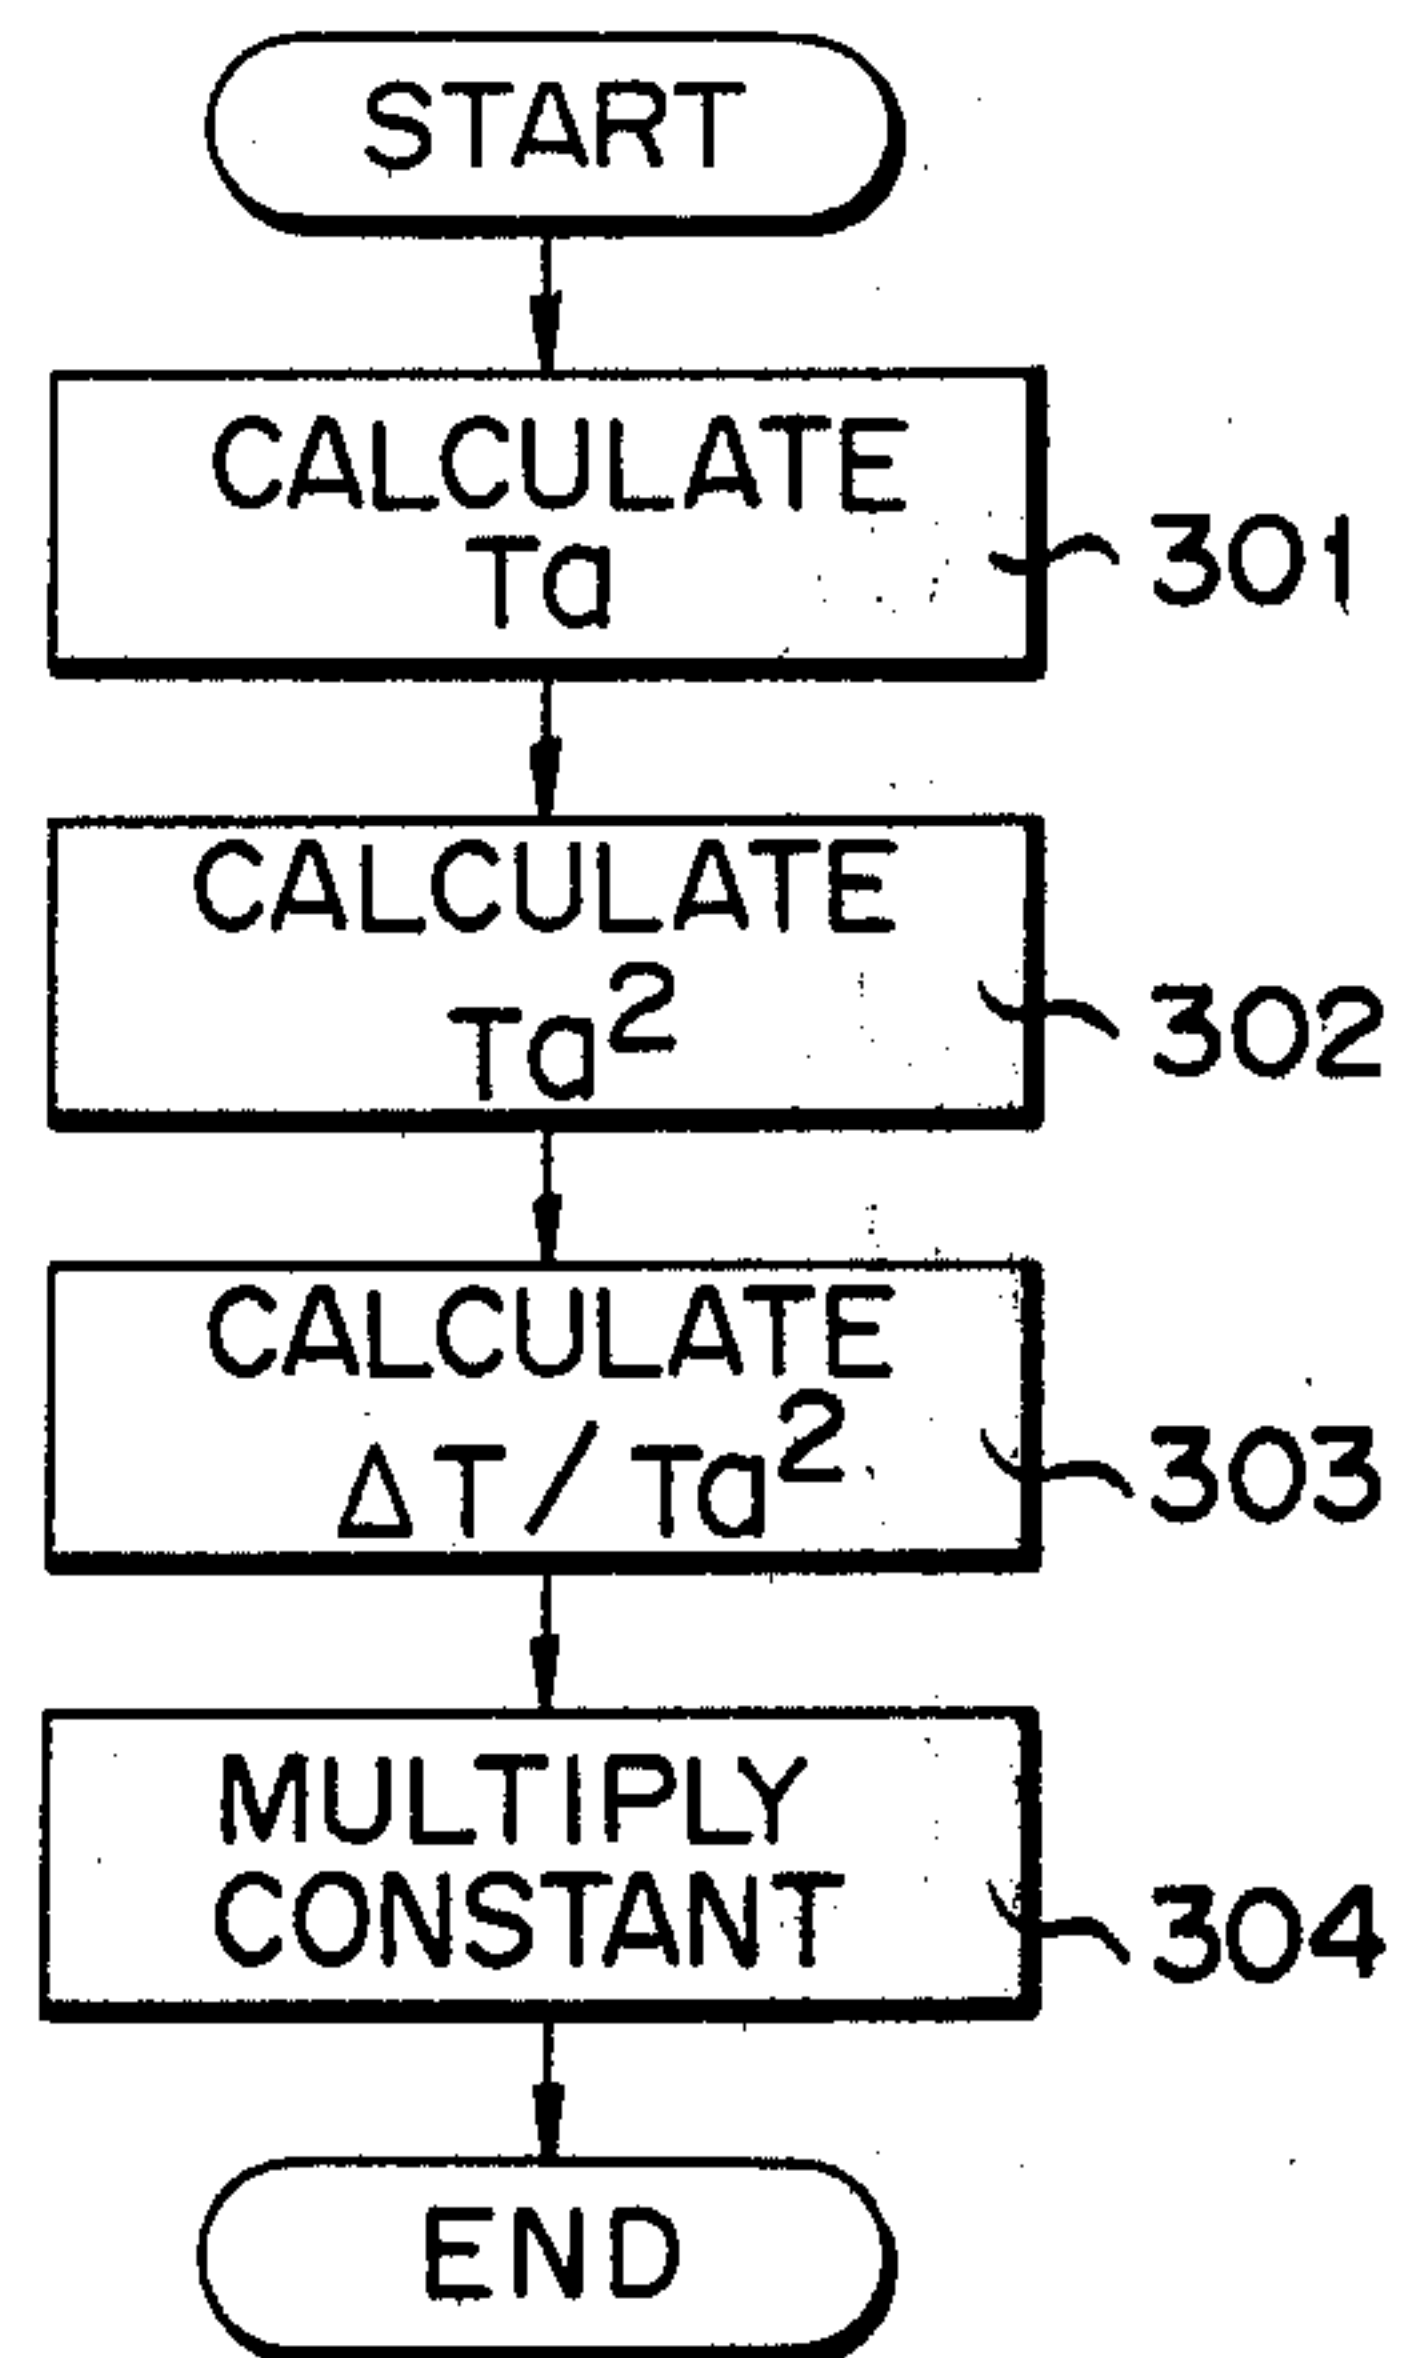 START
CALCULATE
Ta
301
CALCULATE
Ta²
302
CALCULATE
ΔT/Ta²
303
MULTIPLY
CONSTANT
304
END